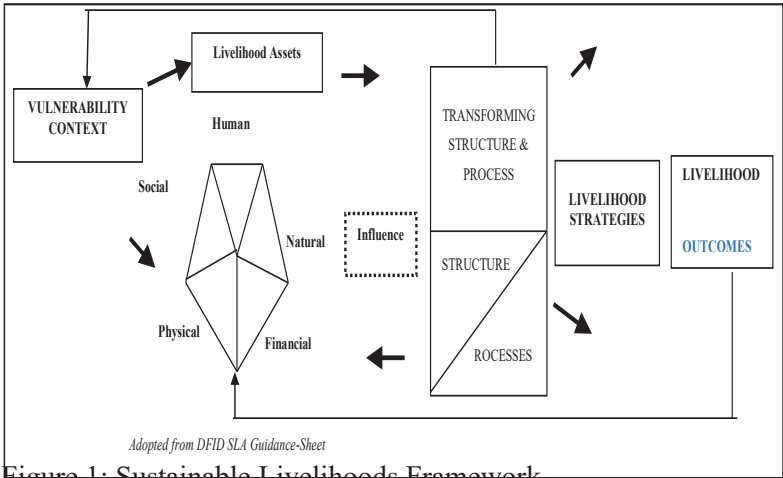 Livelihood Assets
VULNERABILITY
CONTEXT
Human
Social
Natural
Physical
Financial
Influence
TRANSFORMING
STRUCTURE &
PROCESS
STRUCTURE
ROCESSES
LIVELIHOOD
STRATEGIES
LIVELIHOOD
OUTCOMES
Adopted from DFID SLA Guidance-Sheet
Figure 1: Sustainable Livelihoods Framework